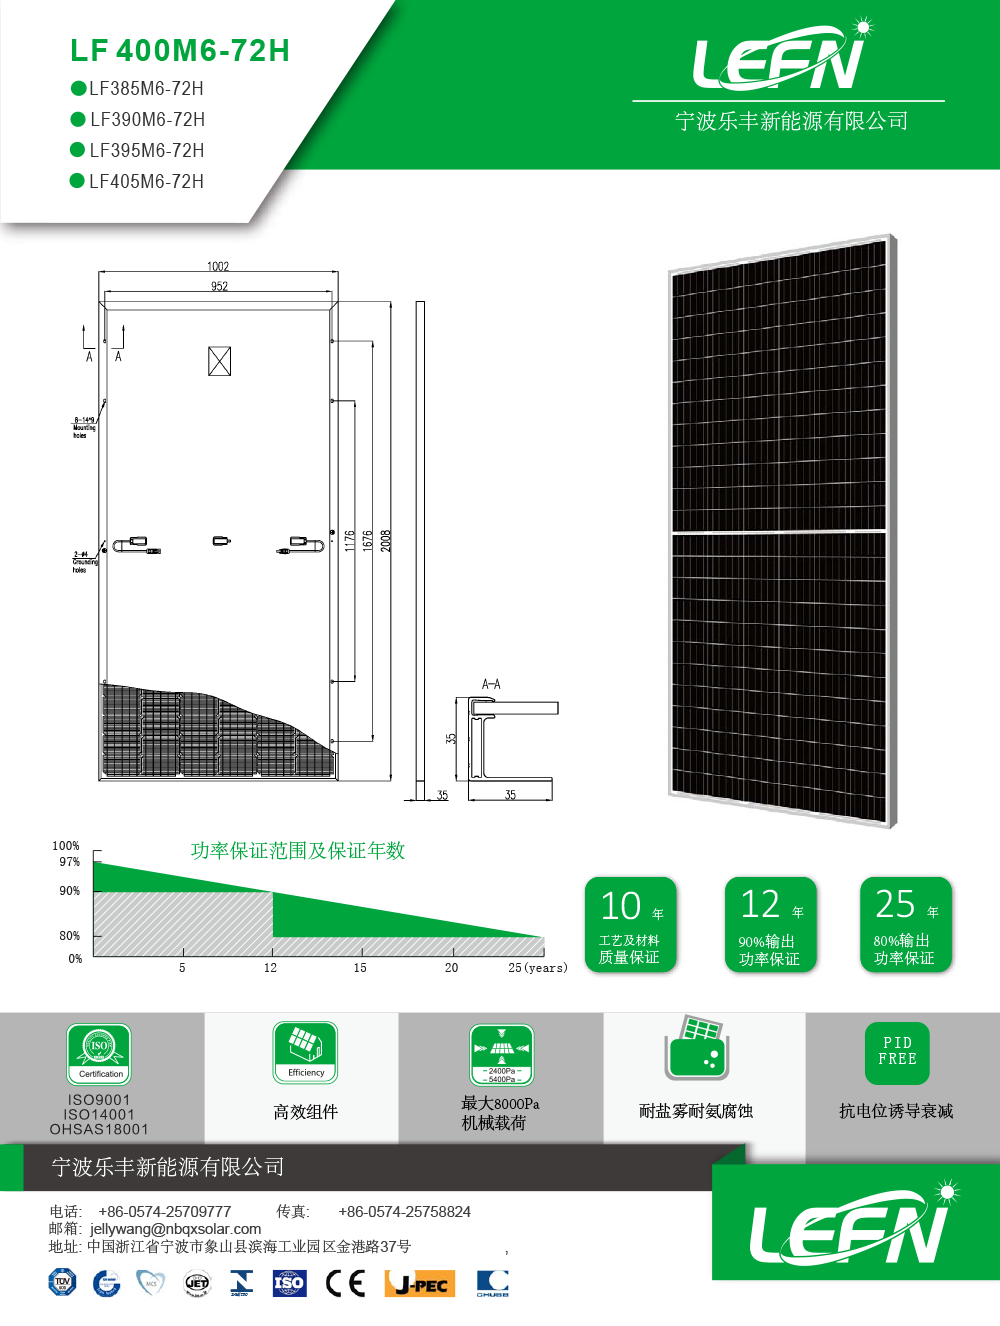 LF 400M6-72H
LF385M6-72H
LF390M6-72H
LF395M6-72H
LF405M6-72H
LEFN
宁波乐丰新能源有限公司
1002
952
A A
8-14*9
Mounting
holes
2-φ4
Grounding
holes
1176
1676
2008
A-A
35
35
35
功率保证范围及保证年数
100%
97%
90%
80%
0%
5 12 15 20 25(years)
10 年
工艺及材料
质量保证
12 年
90%输出
功率保证
25 年
80%输出
功率保证
ISO
Certification
ISO9001
ISO14001
OHSAS18001
Efficiency
高效组件
2400Pa
5400Pa
最大8000Pa
机械载荷
耐盐雾耐氨腐蚀
PID
FREE
抗电位诱导衰减
宁波乐丰新能源有限公司
电话: +86-0574-25709777 传真: +86-0574-25758824
邮箱: jellywang@nbqxsolar.com
地址: 中国浙江省宁波市象山县滨海工业园区金港路37号 ,
TÜV MCS JET ISO CE J-PEC CHUBB
LEFN